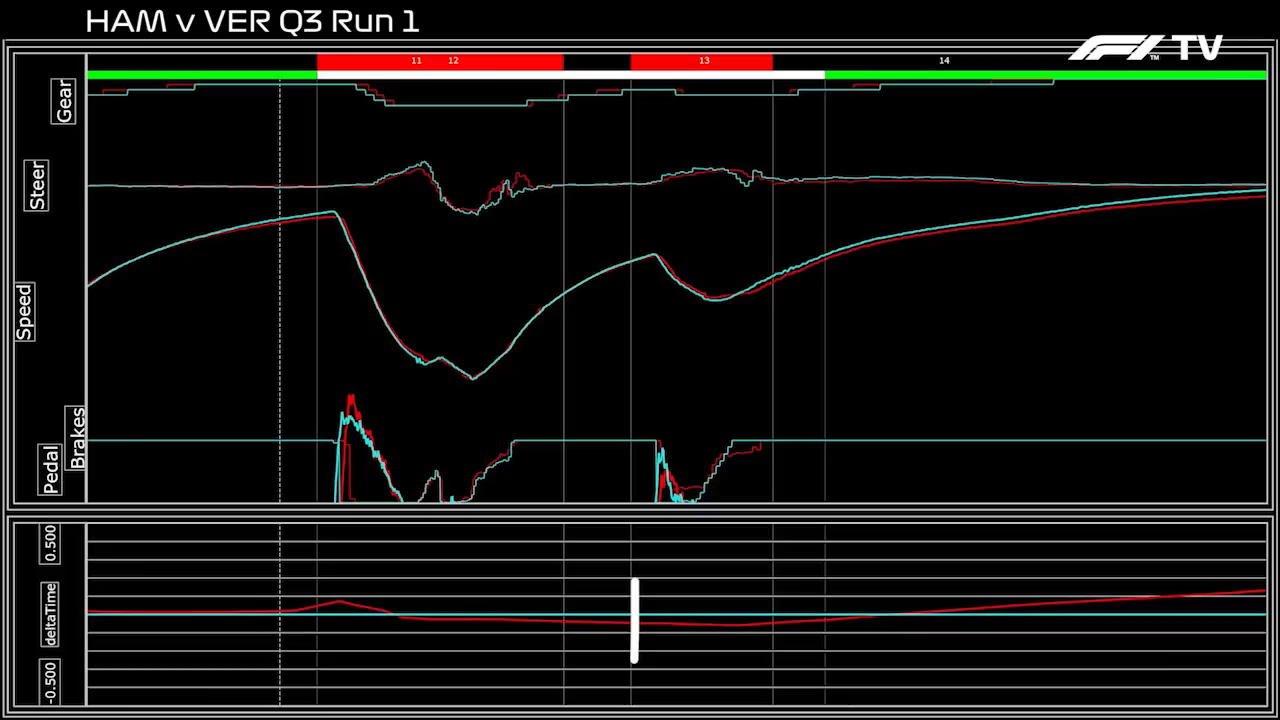 HAM v VER Q3 Run 1
F1 TV
11 12 13 14
Gear
Steer
Speed
Brakes
Pedal
0.500
deltaTime
-0.500